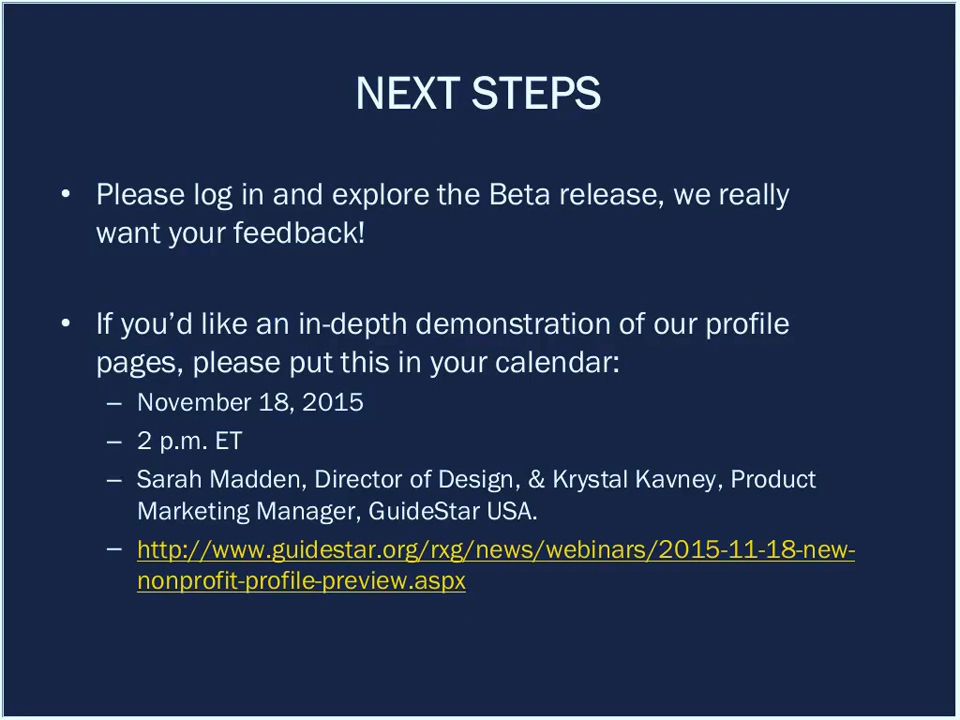 NEXT STEPS
• Please log in and explore the Beta release, we really
want your feedback!
• If you’d like an in-depth demonstration of our profile
pages, please put this in your calendar:
– November 18, 2015
– 2 p.m. ET
– Sarah Madden, Director of Design, & Krystal Kavney, Product
Marketing Manager, GuideStar USA.
– http://www.guidestar.org/rxg/news/webinars/2015-11-18-new-
nonprofit-profile-preview.aspx